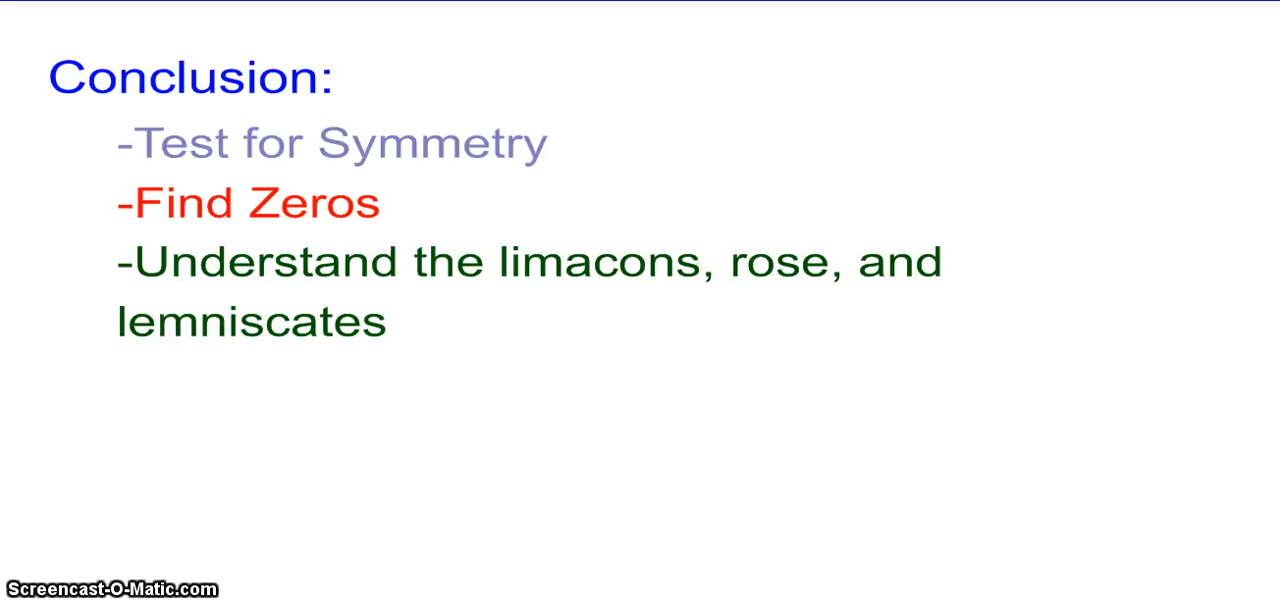 Conclusion:
-Test for Symmetry
-Find Zeros
-Understand the limacons, rose, and
lemniscates
Screencast-O-Matic.com